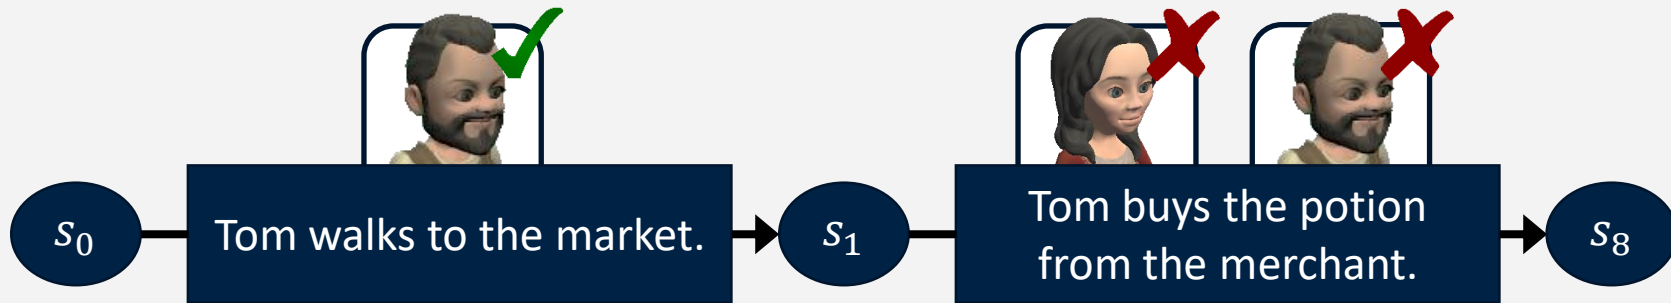 s₀
Tom walks to the market.
s₁
Tom buys the potion
from the merchant.
s₈